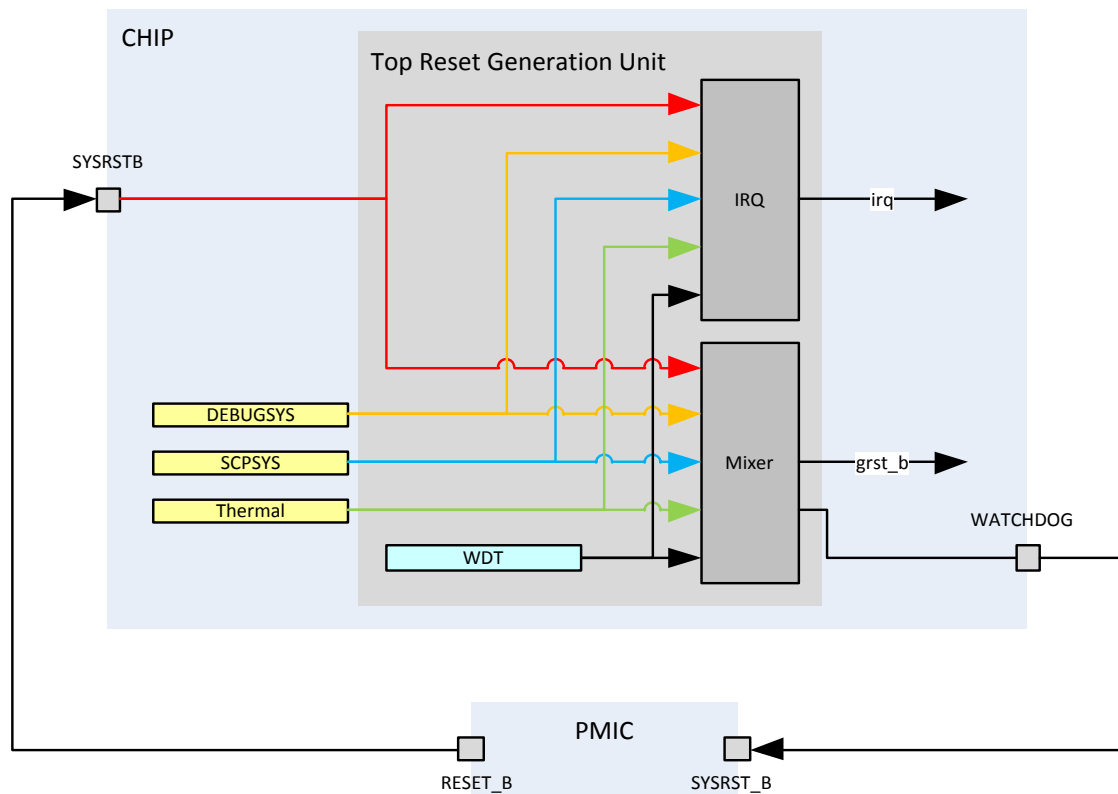 CHIP
Top Reset Generation Unit
SYSRSTB
IRQ
irq
DEBUGSYS
SCPSYS
Thermal
WDT
Mixer
grst_b
WATCHDOG
PMIC
RESET_B
SYSRST_B